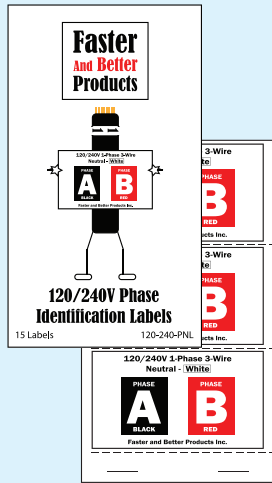 Faster
And Better
Products
120/240V 1-Phase 3-Wire
Neutral - White
PHASE PHASE
A B
BLACK RED
Faster and Better Products Inc.
120/240V Phase
Identification Labels
15 Labels 120-240-PNL
3-Wire
te
PHASE
B
RED
ucts Inc.
3-Wire
te
PHASE
B
RED
ucts Inc.
120/240V 1-Phase 3-Wire
Neutral - White
PHASE PHASE
A B
BLACK RED
Faster and Better Products Inc.